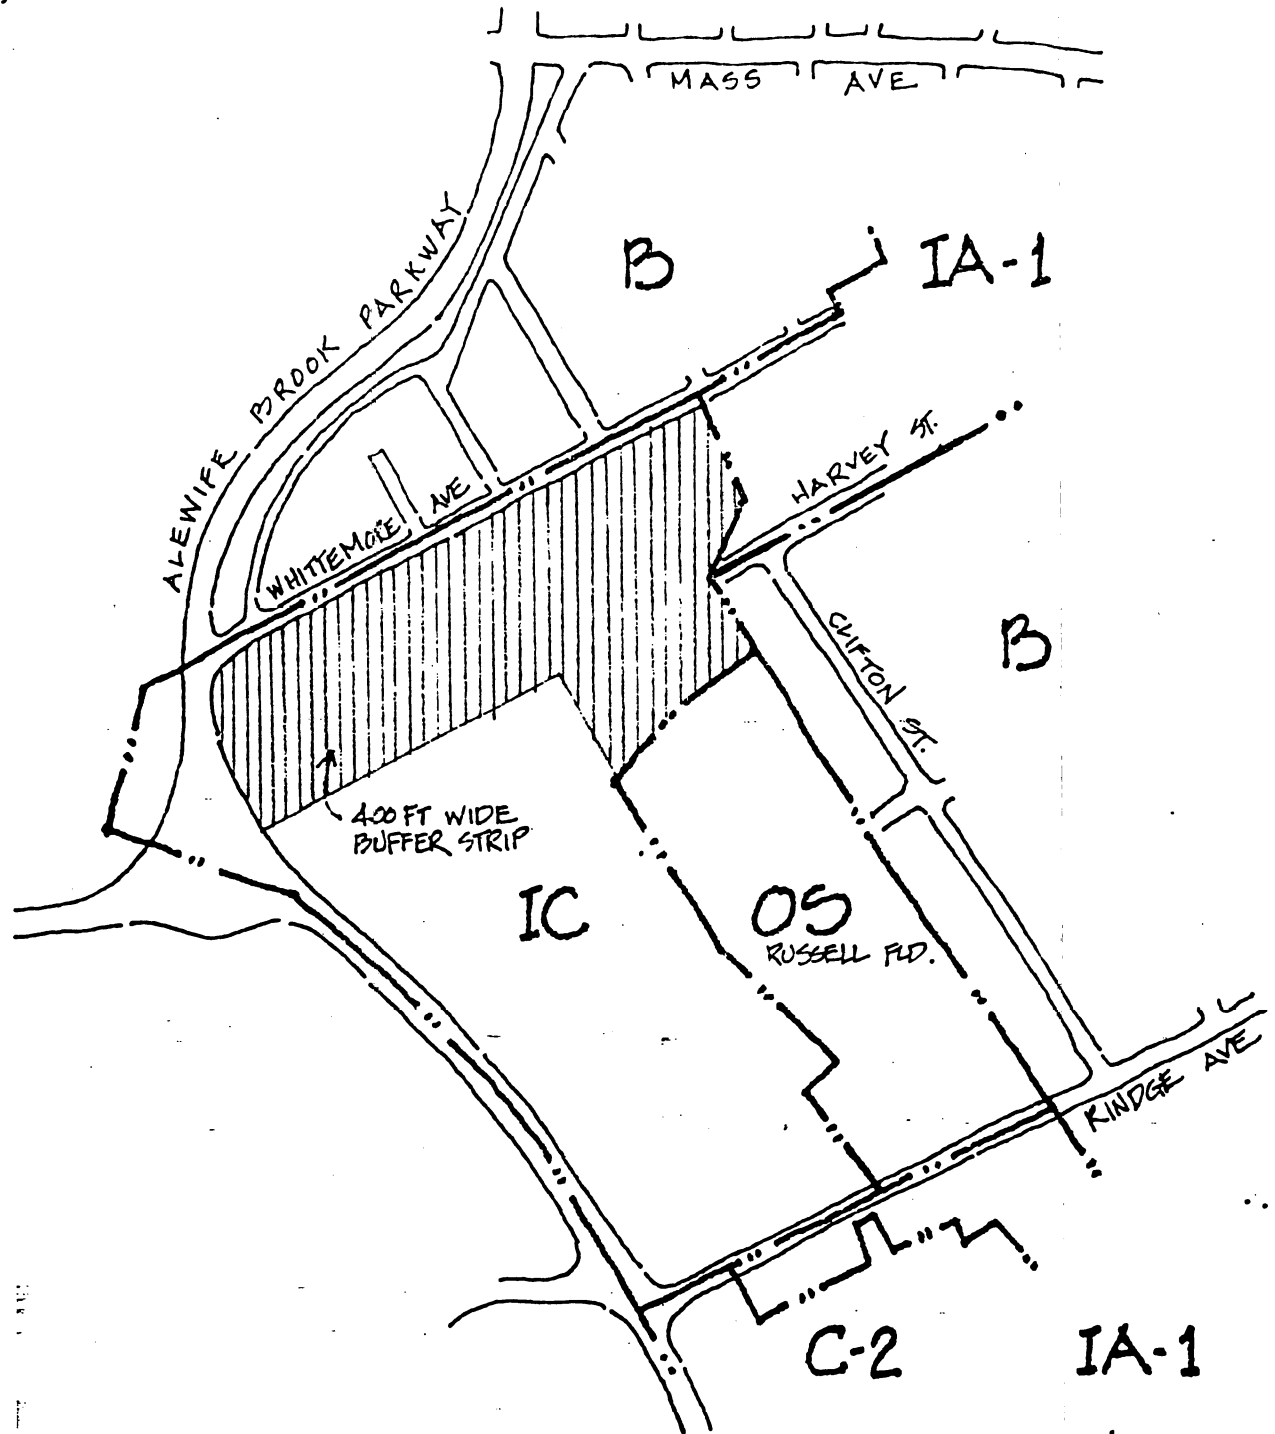 MASS AVE
ALEWIFE BROOK PARKWAY
B
IA-1
HARVEY ST.
WHITTEMORE AVE
CLIFTON ST.
B
400 FT WIDE
BUFFER STRIP
IC
OS
RUSSELL FLD.
RINDGE AVE
C-2
IA-1